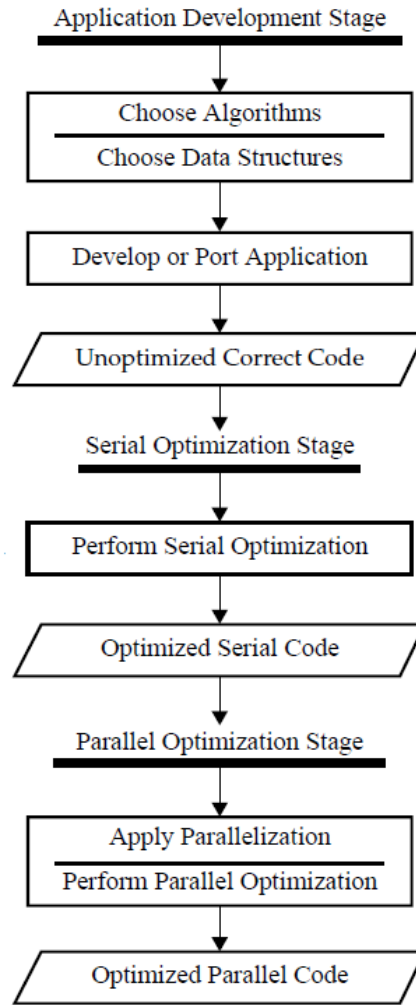 Application Development Stage
Choose Algorithms
Choose Data Structures
Develop or Port Application
Unoptimized Correct Code
Serial Optimization Stage
Perform Serial Optimization
Optimized Serial Code
Parallel Optimization Stage
Apply Parallelization
Perform Parallel Optimization
Optimized Parallel Code